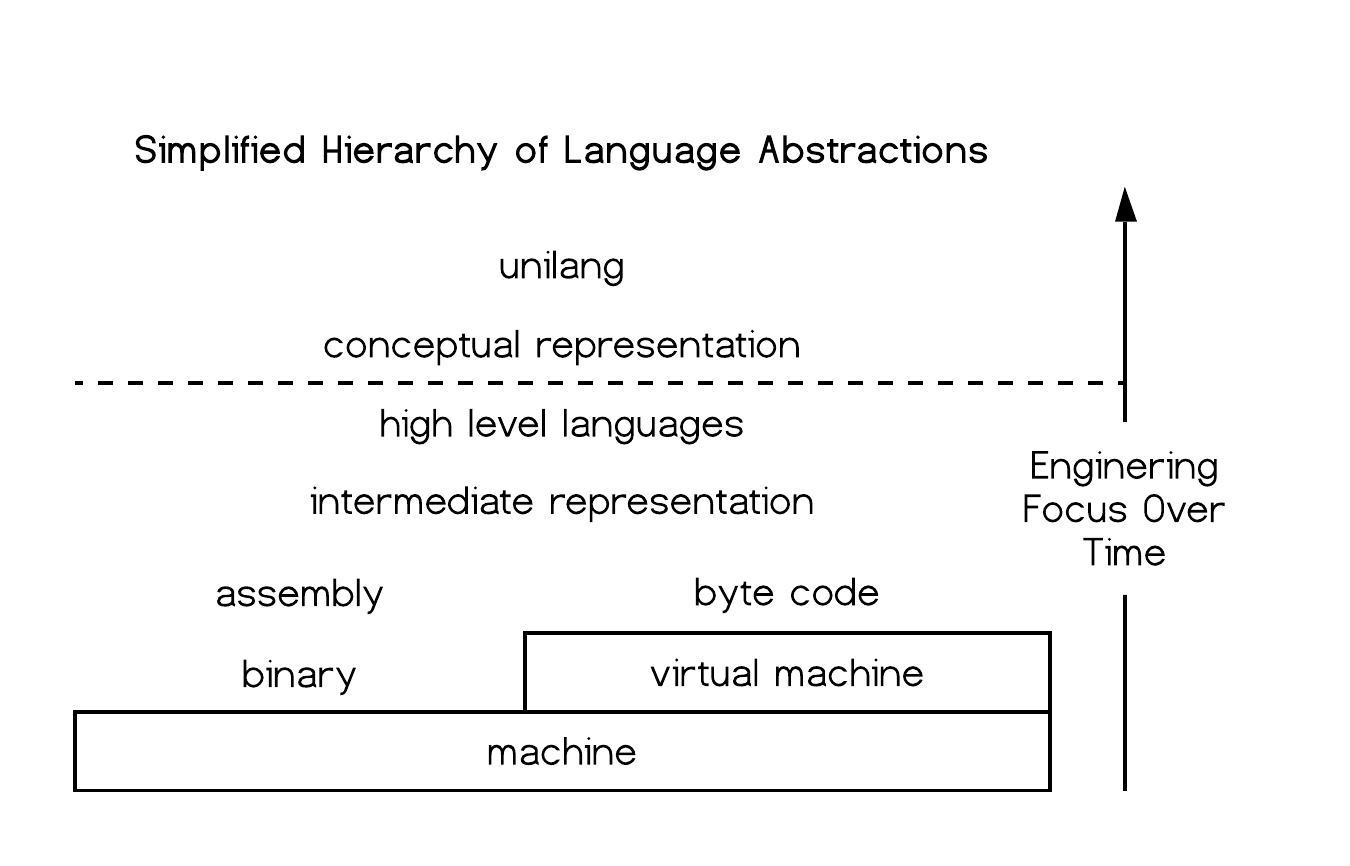 Simplified Hierarchy of Language Abstractions
unilang
conceptual representation
high level languages
intermediate representation
Enginering
Focus Over
Time
assembly
byte code
binary
virtual machine
machine